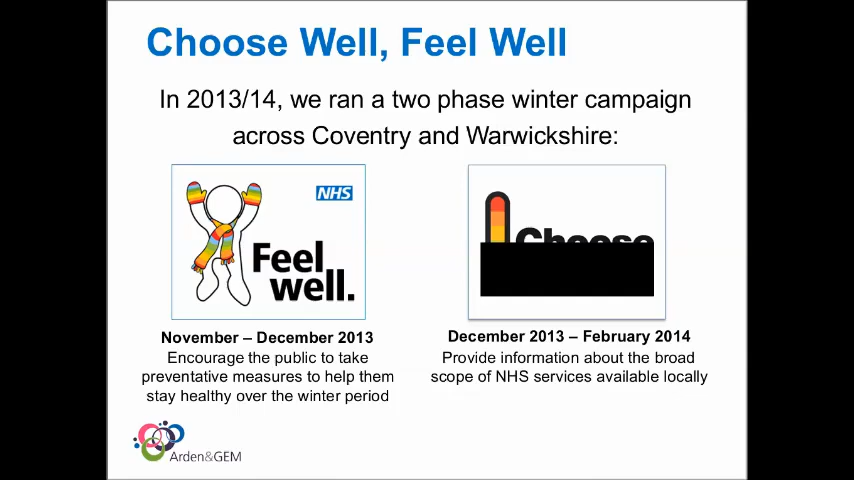 Choose Well, Feel Well
In 2013/14, we ran a two phase winter campaign
across Coventry and Warwickshire:
NHS
Feel
well.
Choose
November – December 2013
Encourage the public to take
preventative measures to help them
stay healthy over the winter period
December 2013 – February 2014
Provide information about the broad
scope of NHS services available locally
Arden&GEM